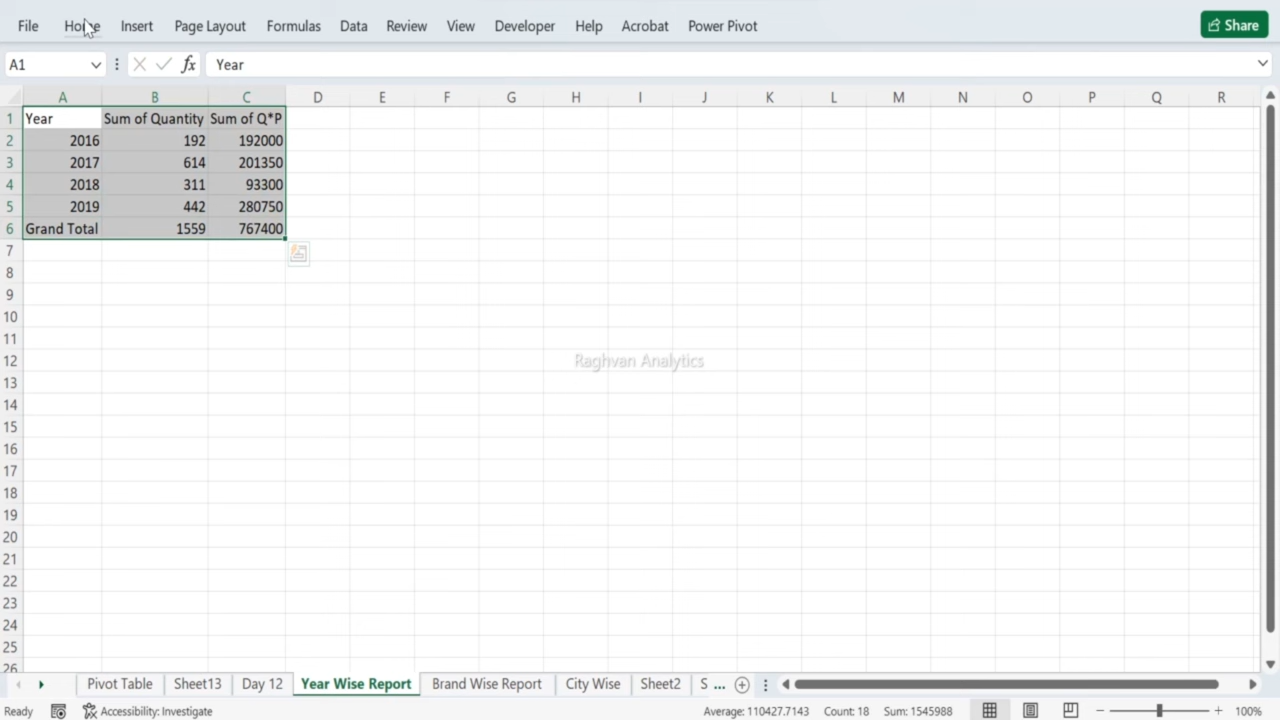 File Home Insert Page Layout Formulas Data Review View Developer Help Acrobat Power Pivot Share
A1 fx Year
A B C D E F G H I J K L M N O P Q R
1 Year Sum of Quantity Sum of Q*P
2 2016 192 192000
3 2017 614 201350
4 2018 311 93300
5 2019 442 280750
6 Grand Total 1559 767400
7
8
9
10
11
12 Raghvan Analytics
13
14
15
16
17
18
19
20
21
22
23
24
25
26
Pivot Table Sheet13 Day 12 Year Wise Report Brand Wise Report City Wise Sheet2 S ...
Ready Accessibility: Investigate Average: 110427.7143 Count: 18 Sum: 1545988 100%